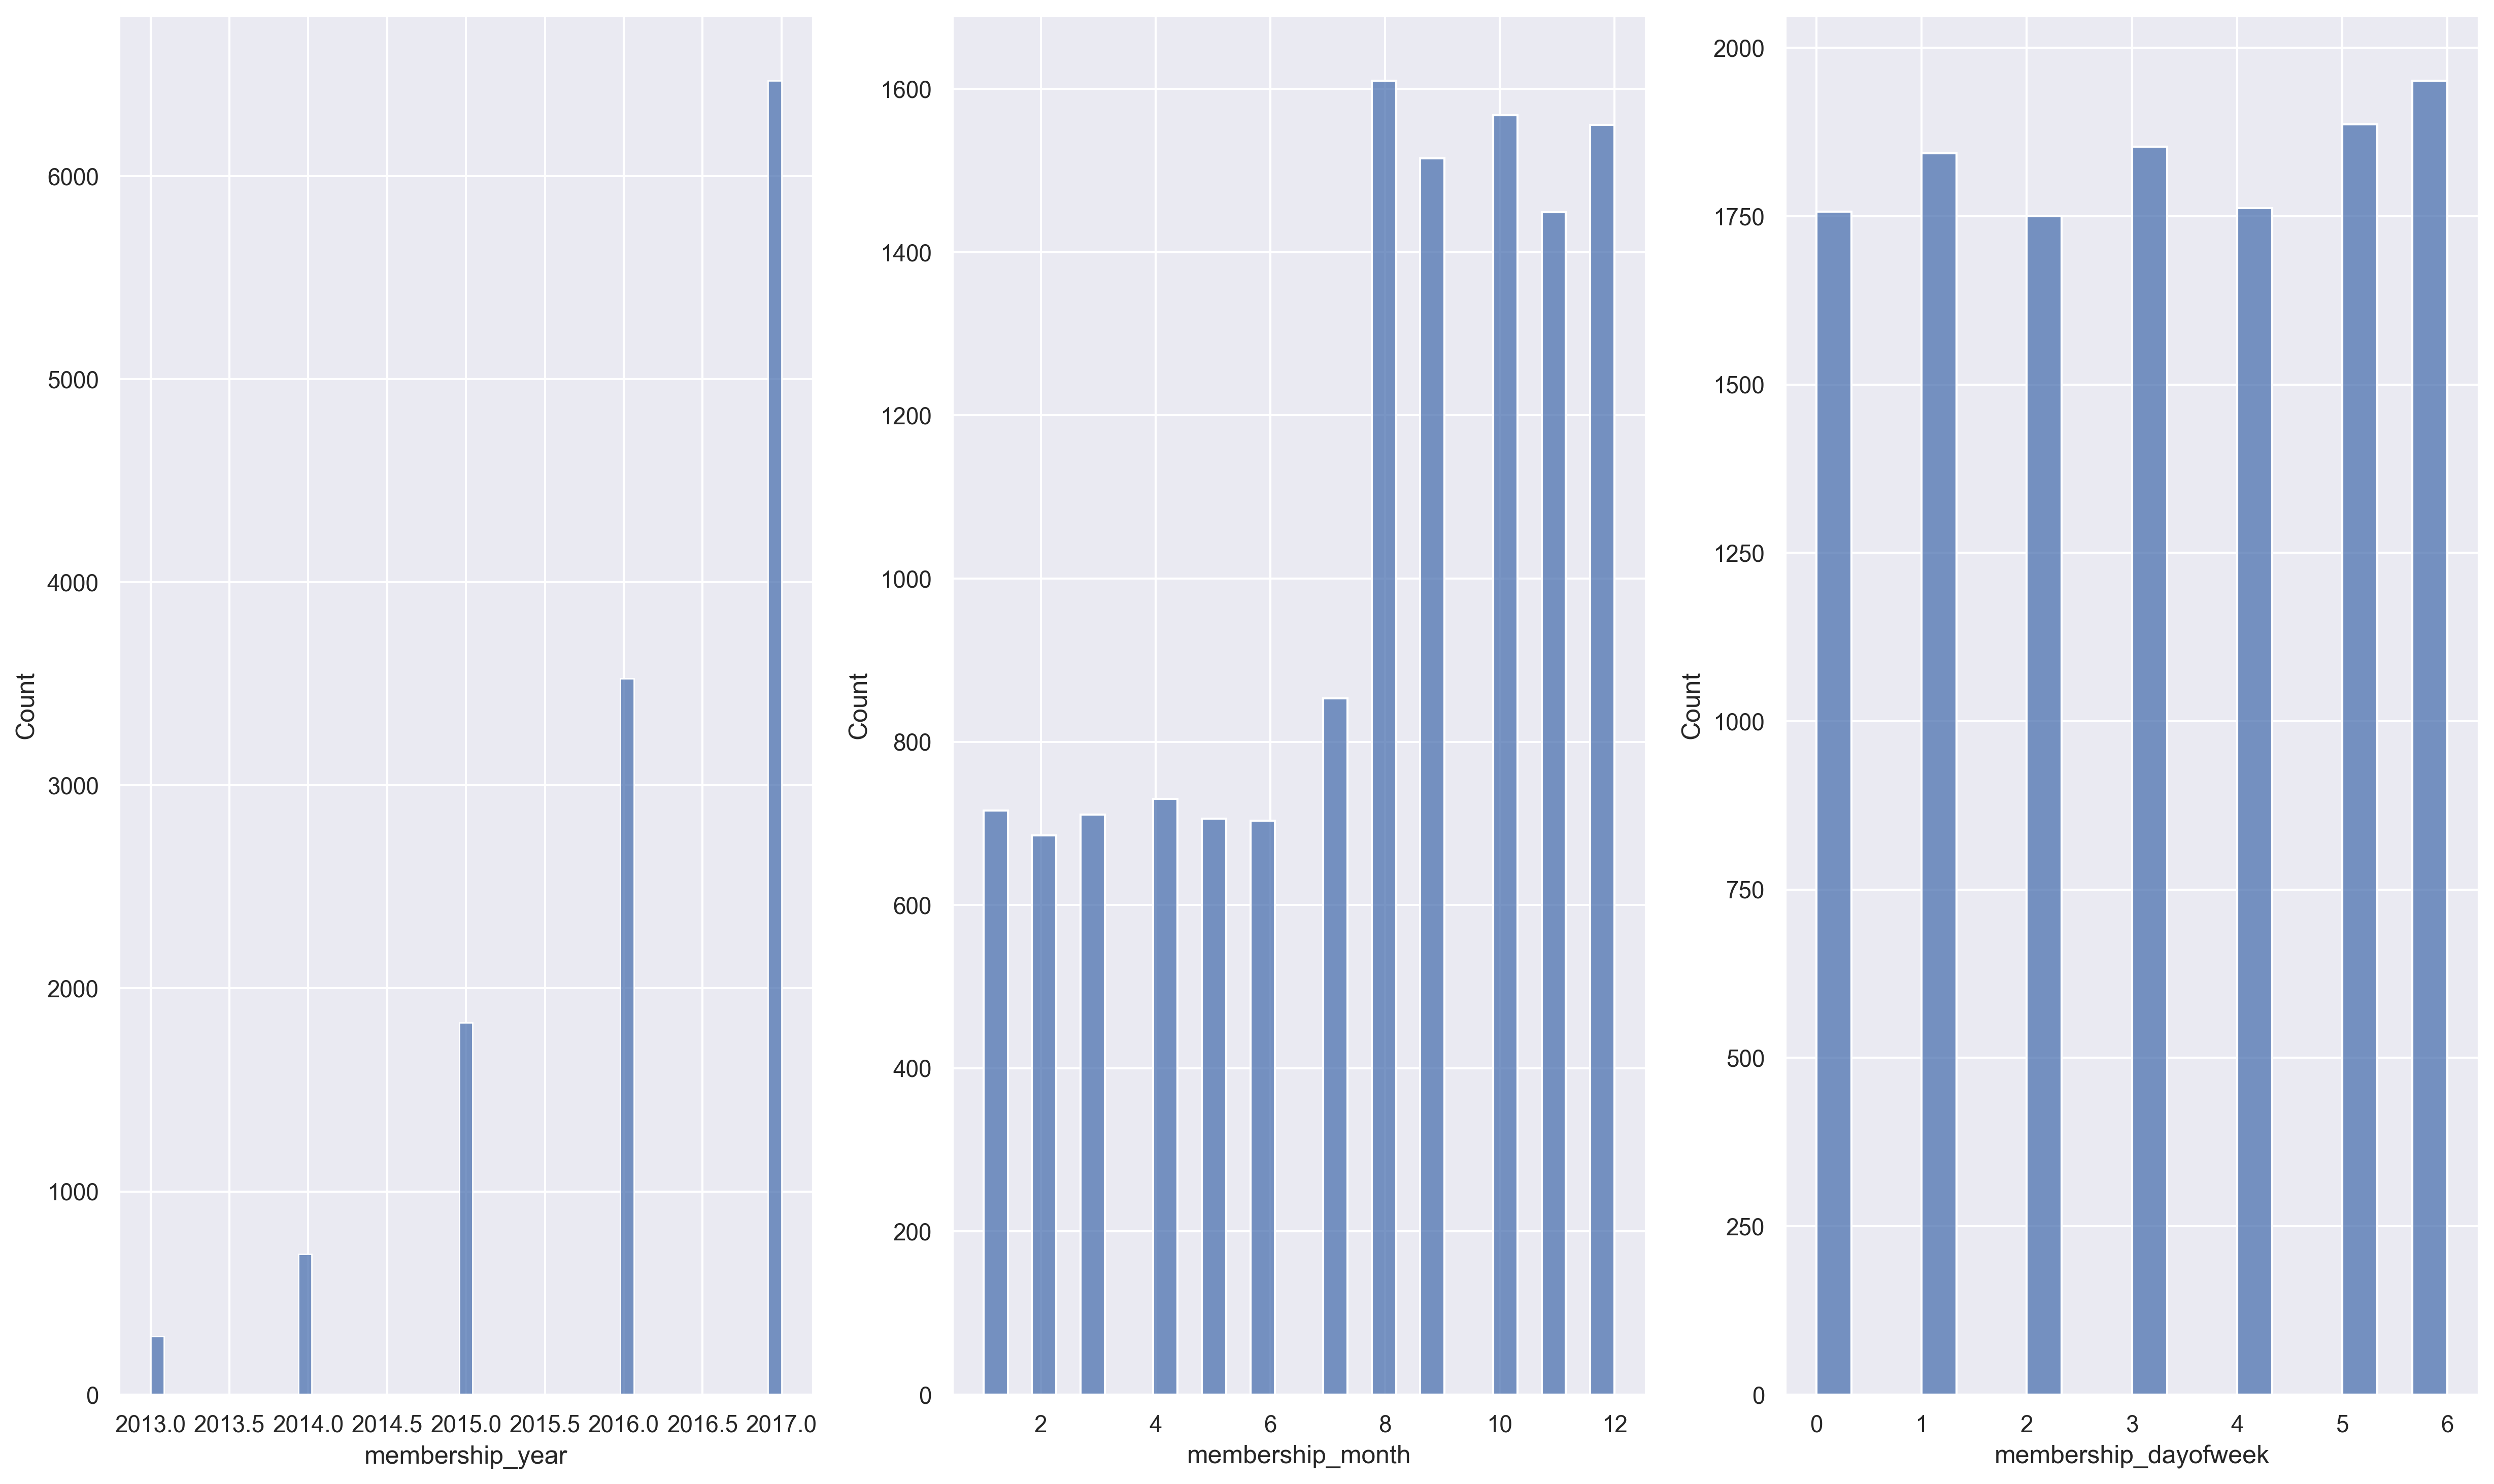 Count
6000
5000
4000
3000
2000
1000
0
2013.0 2013.5 2014.0 2014.5 2015.0 2015.5 2016.0 2016.5 2017.0
membership_year
Count
1600
1400
1200
1000
800
600
400
200
0
2 4 6 8 10 12
membership_month
Count
2000
1750
1500
1250
1000
750
500
250
0
0 1 2 3 4 5 6
membership_dayofweek